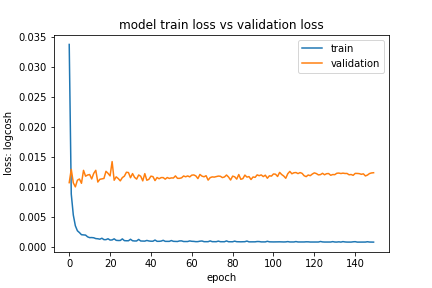 model train loss vs validation loss
train
validation
loss: logcosh
0.035
0.030
0.025
0.020
0.015
0.010
0.005
0.000
0 20 40 60 80 100 120 140
epoch